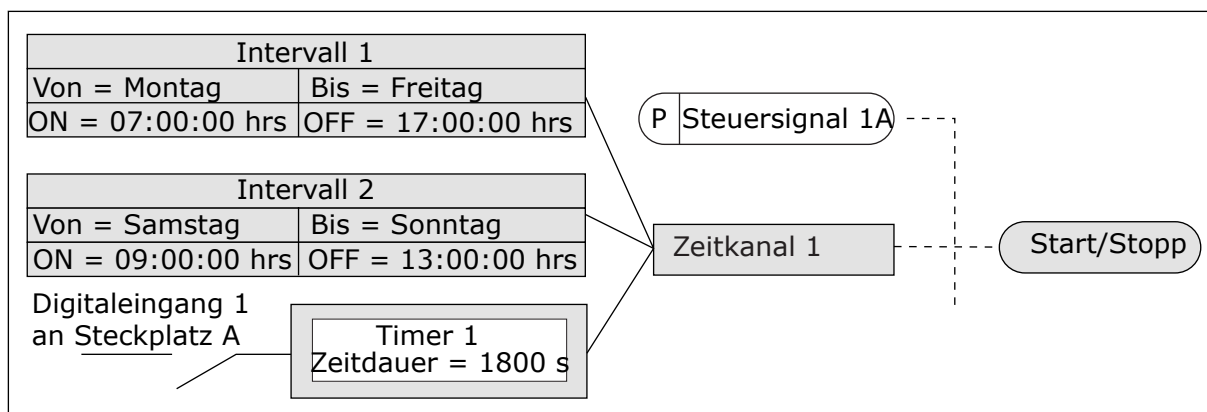 Intervall 1
Von = Montag Bis = Freitag
ON = 07:00:00 hrs OFF = 17:00:00 hrs
P Steuersignal 1A
Intervall 2
Von = Samstag Bis = Sonntag
ON = 09:00:00 hrs OFF = 13:00:00 hrs
Zeitkanal 1
Start/Stopp
Digitaleingang 1
an Steckplatz A
Timer 1
Zeitdauer = 1800 s